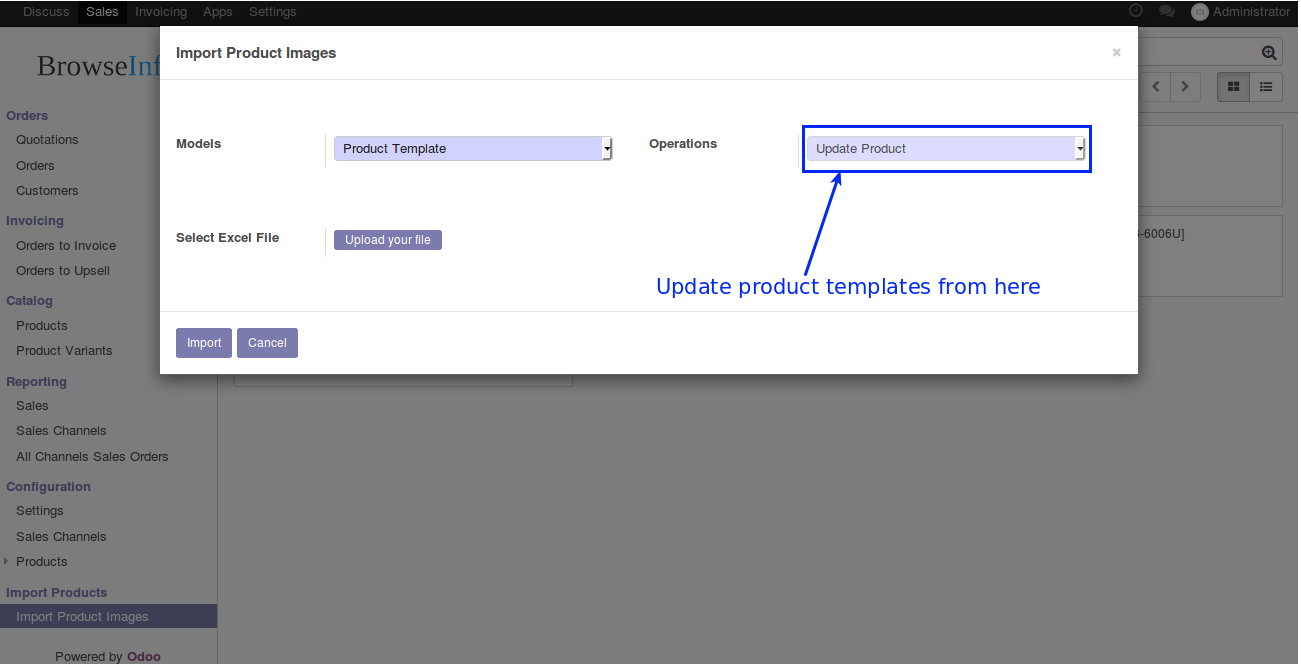 Discuss Sales Invoicing Apps Settings Administrator
BrowseInf
Import Product Images ×
Orders
Quotations
Orders
Customers
Invoicing
Orders to Invoice
Orders to Upsell
Catalog
Products
Product Variants
Reporting
Sales
Sales Channels
All Channels Sales Orders
Configuration
Settings
Sales Channels
Products
Import Products
Import Product Images
Powered by Odoo
Models Product Template Operations Update Product
Select Excel File Upload your file
Update product templates from here
Import Cancel
-6006U]